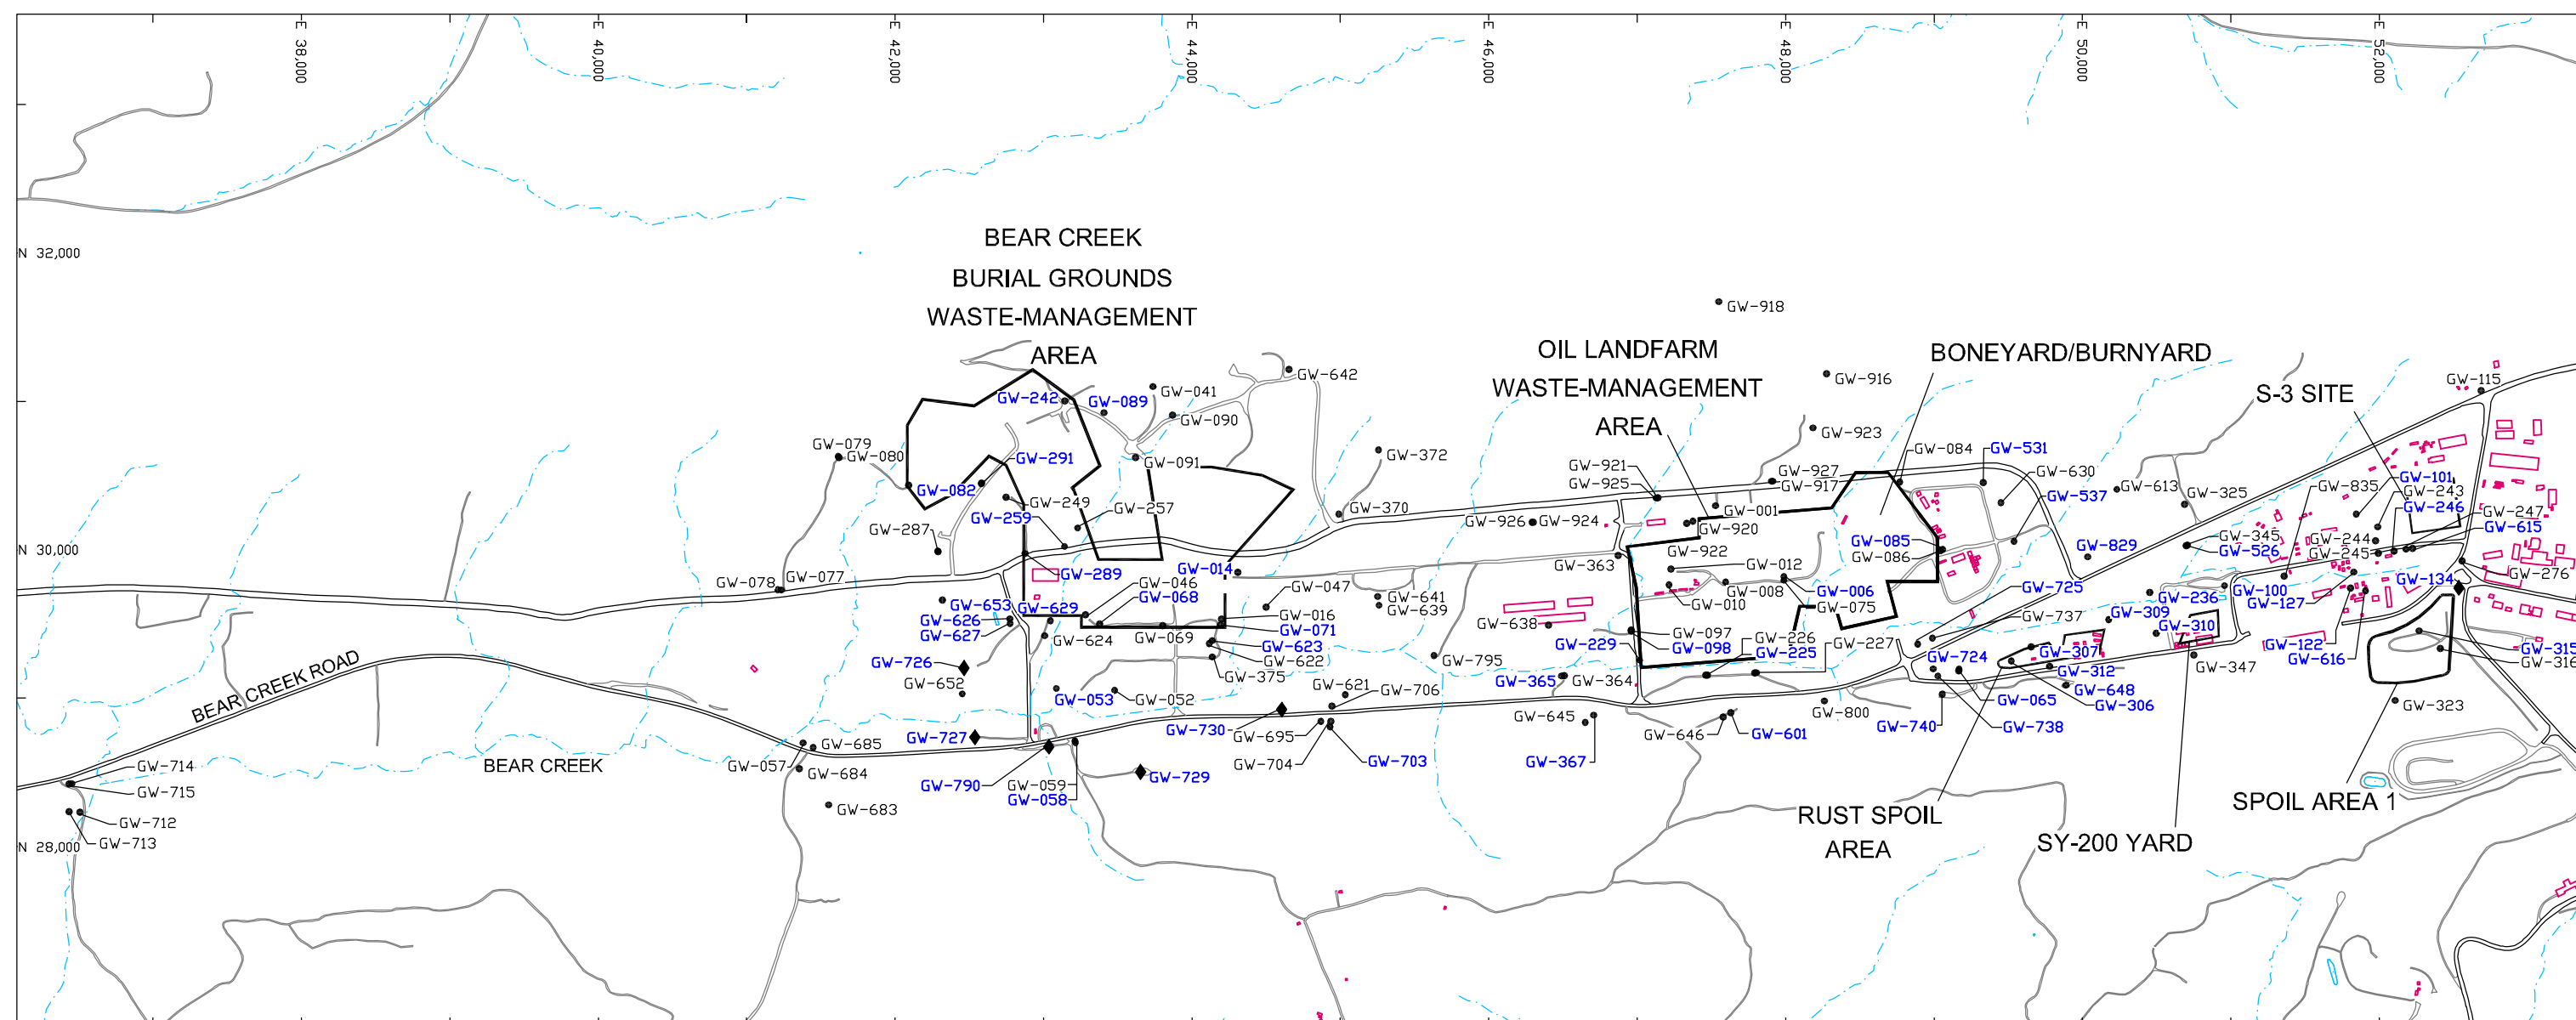 E 38,000
E 40,000
E 42,000
E 44,000
E 46,000
E 48,000
E 50,000
E 52,000
N 32,000
N 30,000
N 28,000
BEAR CREEK
BURIAL GROUNDS
WASTE-MANAGEMENT
AREA
OIL LANDFARM
WASTE-MANAGEMENT
AREA
BONEYARD/BURNYARD
S-3 SITE
RUST SPOIL
AREA
SY-200 YARD
SPOIL AREA 1
BEAR CREEK ROAD
BEAR CREEK
GW-714
GW-715
GW-712
GW-713
GW-079
GW-080
GW-078
GW-077
GW-057
GW-685
GW-684
GW-683
GW-242
GW-089
GW-041
GW-090
GW-642
GW-082
GW-291
GW-091
GW-249
GW-259
GW-257
GW-287
GW-289
GW-014
GW-046
GW-068
GW-047
GW-653
GW-629
GW-626
GW-627
GW-624
GW-069
GW-016
GW-071
GW-623
GW-622
GW-375
GW-726
GW-652
GW-053
GW-052
GW-727
GW-790
GW-059
GW-058
GW-729
GW-730
GW-695
GW-704
GW-703
GW-621
GW-706
GW-372
GW-370
GW-641
GW-639
GW-795
GW-918
GW-916
GW-923
GW-921
GW-925
GW-927
GW-917
GW-926
GW-924
GW-001
GW-920
GW-922
GW-363
GW-012
GW-010
GW-008
GW-006
GW-075
GW-638
GW-097
GW-098
GW-229
GW-226
GW-225
GW-227
GW-365
GW-364
GW-645
GW-367
GW-646
GW-601
GW-800
GW-084
GW-531
GW-630
GW-537
GW-085
GW-086
GW-829
GW-725
GW-737
GW-724
GW-065
GW-738
GW-740
GW-307
GW-312
GW-648
GW-306
GW-309
GW-310
GW-236
GW-347
GW-613
GW-325
GW-345
GW-526
GW-100
GW-127
GW-122
GW-616
GW-115
GW-835
GW-101
GW-243
GW-246
GW-247
GW-615
GW-244
GW-245
GW-134
GW-276
GW-315
GW-316
GW-323